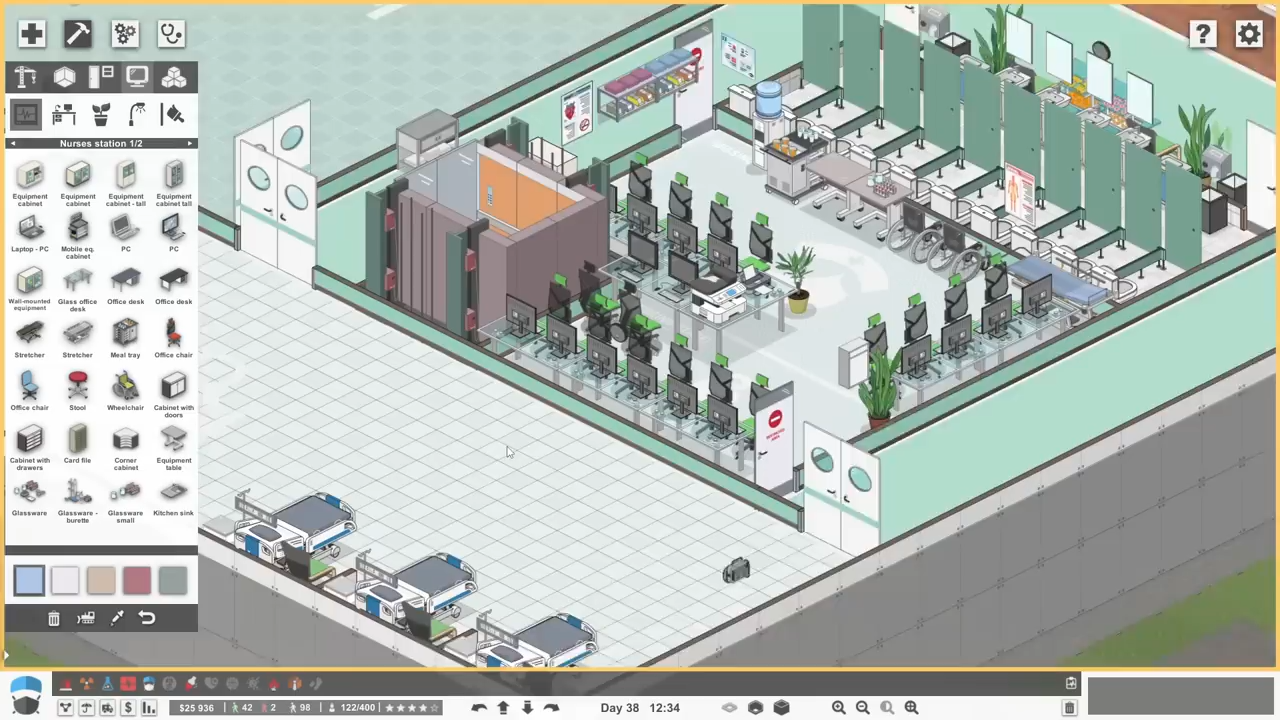 ?
Nurses station 1/2
Equipment cabinet
Equipment cabinet
Equipment cabinet - tall
Equipment cabinet tall
Laptop - PC
Mobile eq. cabinet
PC
PC
Wall-mounted equipment
Glass office desk
Office desk
Office desk
Stretcher
Stretcher
Meal tray
Office chair
Office chair
Stool
Wheelchair
Cabinet with doors
Cabinet with drawers
Card file
Corner cabinet
Equipment table
Glassware
Glassware - burette
Glassware small
Kitchen sink
RESTRICTED AREA
$25 936
42
2
98
122/400
Day 38 12:34